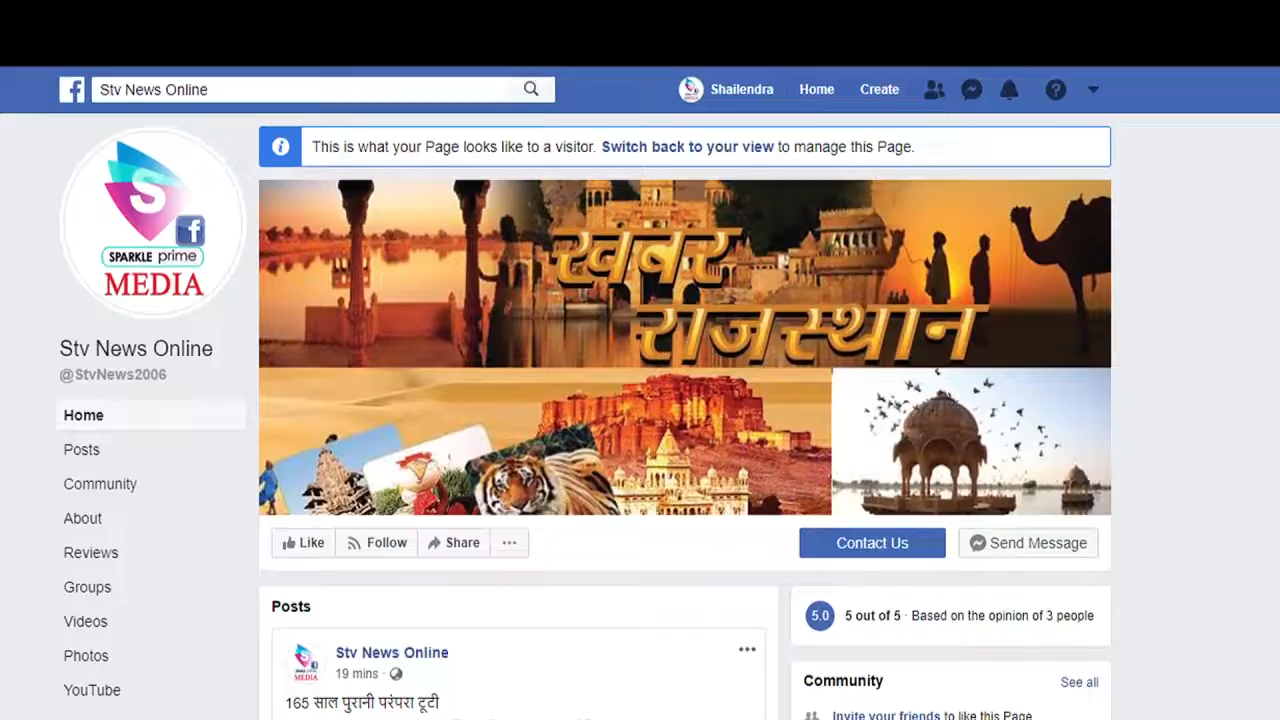 Stv News Online
Shailendra Home Create
This is what your Page looks like to a visitor. Switch back to your view to manage this Page.
S
SPARKLE prime
MEDIA
खबर
राजस्थान
Stv News Online
@StvNews2006
Home
Posts
Community
About
Reviews
Groups
Videos
Photos
YouTube
Like Follow Share
Contact Us Send Message
Posts
Stv News Online
19 mins
165 साल पुरानी परंपरा टूटी
MEDIA
5.0 5 out of 5 · Based on the opinion of 3 people
Community See all
Invite your friends to like this Page